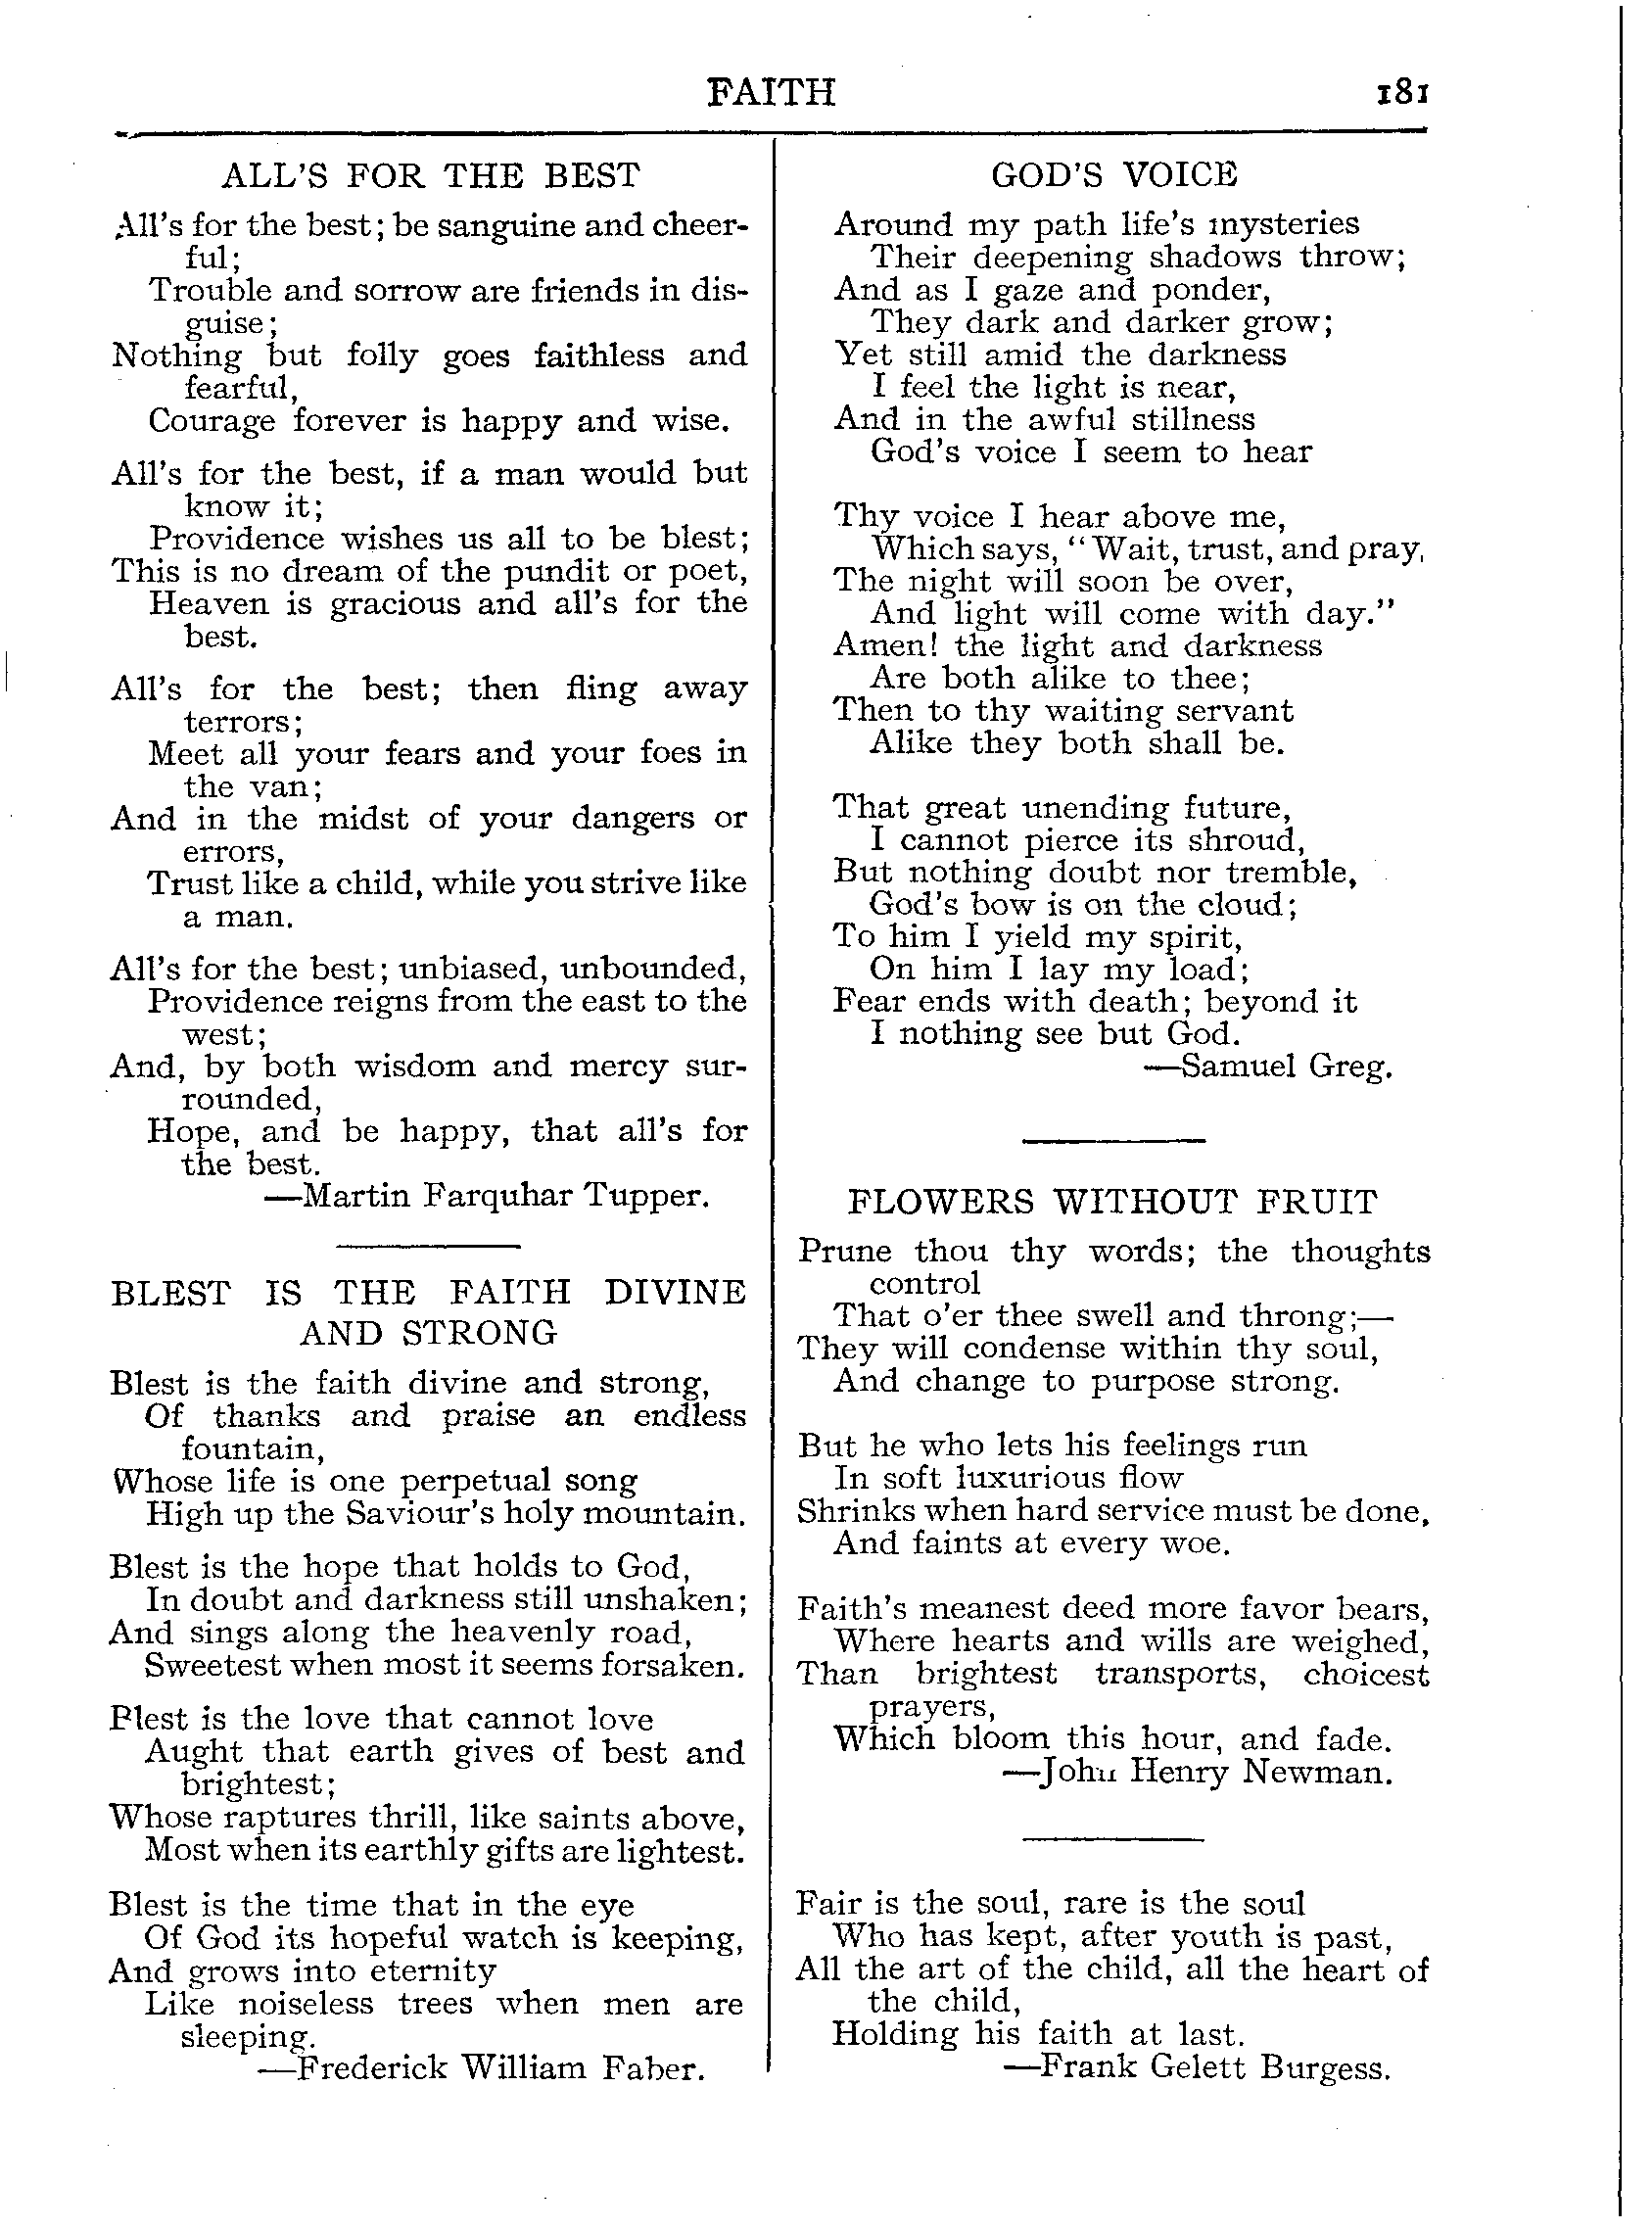 FAITH 181
ALL'S FOR THE BEST
All's for the best; be sanguine and cheer-
ful;
Trouble and sorrow are friends in dis-
guise;
Nothing but folly goes faithless and
fearful,
Courage forever is happy and wise.
All's for the best, if a man would but
know it;
Providence wishes us all to be blest;
This is no dream of the pundit or poet,
Heaven is gracious and all's for the
best.
All's for the best; then fling away
terrors;
Meet all your fears and your foes in
the van;
And in the midst of your dangers or
errors,
Trust like a child, while you strive like
a man.
All's for the best; unbiased, unbounded,
Providence reigns from the east to the
west;
And, by both wisdom and mercy sur-
rounded,
Hope, and be happy, that all's for
the best.
—Martin Farquhar Tupper.
BLEST IS THE FAITH DIVINE
AND STRONG
Blest is the faith divine and strong,
Of thanks and praise an endless
fountain,
Whose life is one perpetual song
High up the Saviour's holy mountain.
Blest is the hope that holds to God,
In doubt and darkness still unshaken;
And sings along the heavenly road,
Sweetest when most it seems forsaken.
Blest is the love that cannot love
Aught that earth gives of best and
brightest;
Whose raptures thrill, like saints above,
Most when its earthly gifts are lightest.
Blest is the time that in the eye
Of God its hopeful watch is keeping,
And grows into eternity
Like noiseless trees when men are
sleeping.
—Frederick William Faber.
GOD'S VOICE
Around my path life's mysteries
Their deepening shadows throw;
And as I gaze and ponder,
They dark and darker grow;
Yet still amid the darkness
I feel the light is near,
And in the awful stillness
God's voice I seem to hear
Thy voice I hear above me,
Which says, "Wait, trust, and pray,
The night will soon be over,
And light will come with day."
Amen! the light and darkness
Are both alike to thee;
Then to thy waiting servant
Alike they both shall be.
That great unending future,
I cannot pierce its shroud,
But nothing doubt nor tremble,
God's bow is on the cloud;
To him I yield my spirit,
On him I lay my load;
Fear ends with death; beyond it
I nothing see but God.
—Samuel Greg.
FLOWERS WITHOUT FRUIT
Prune thou thy words; the thoughts
control
That o'er thee swell and throng;—
They will condense within thy soul,
And change to purpose strong.
But he who lets his feelings run
In soft luxurious flow
Shrinks when hard service must be done,
And faints at every woe.
Faith's meanest deed more favor bears,
Where hearts and wills are weighed,
Than brightest transports, choicest
prayers,
Which bloom this hour, and fade.
—John Henry Newman.
Fair is the soul, rare is the soul
Who has kept, after youth is past,
All the art of the child, all the heart of
the child,
Holding his faith at last.
—Frank Gelett Burgess.